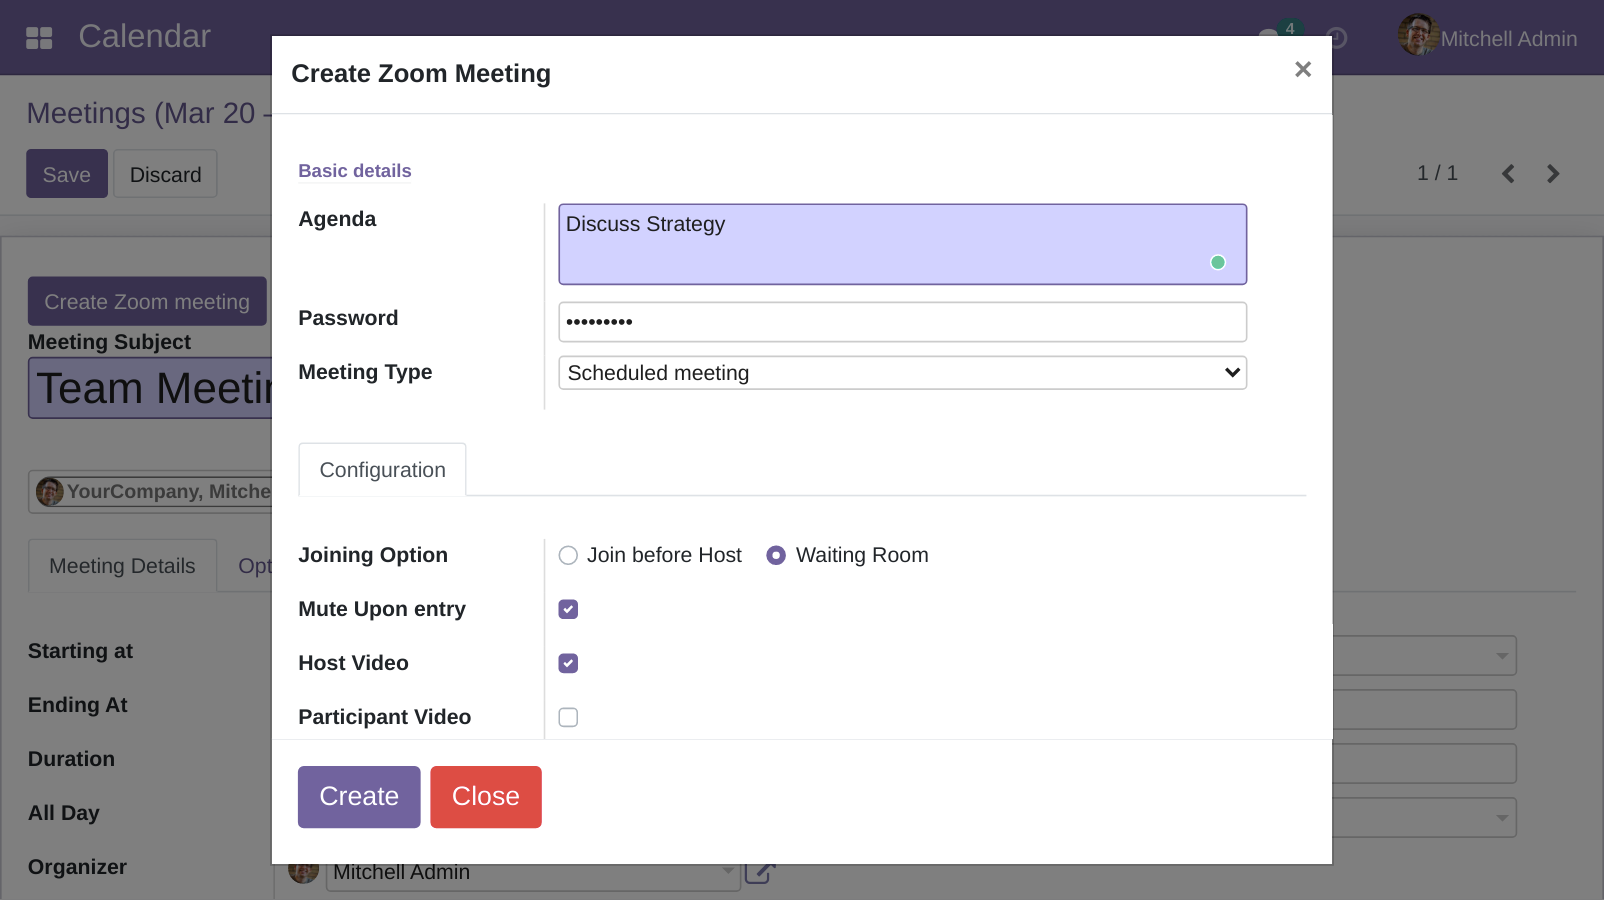 Calendar
4
Mitchell Admin
Create Zoom Meeting
×
Meetings (Mar 20 -
Save
Discard
1 / 1
Basic details
Agenda
Discuss Strategy
Create Zoom meeting
Password
•••••••••
Meeting Subject
Meeting Type
Scheduled meeting
Team Meetin
Configuration
YourCompany, Mitche
Joining Option
Join before Host
Waiting Room
Meeting Details
Opt
Mute Upon entry
Starting at
Host Video
Ending At
Participant Video
Duration
Create
Close
All Day
Organizer
Mitchell Admin